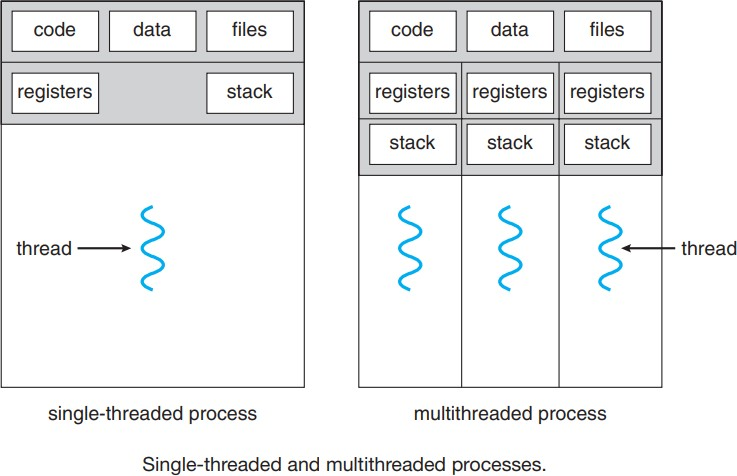 code data files
registers stack
thread
single-threaded process
code data files
registers registers registers
stack stack stack
thread
multithreaded process
Single-threaded and multithreaded processes.